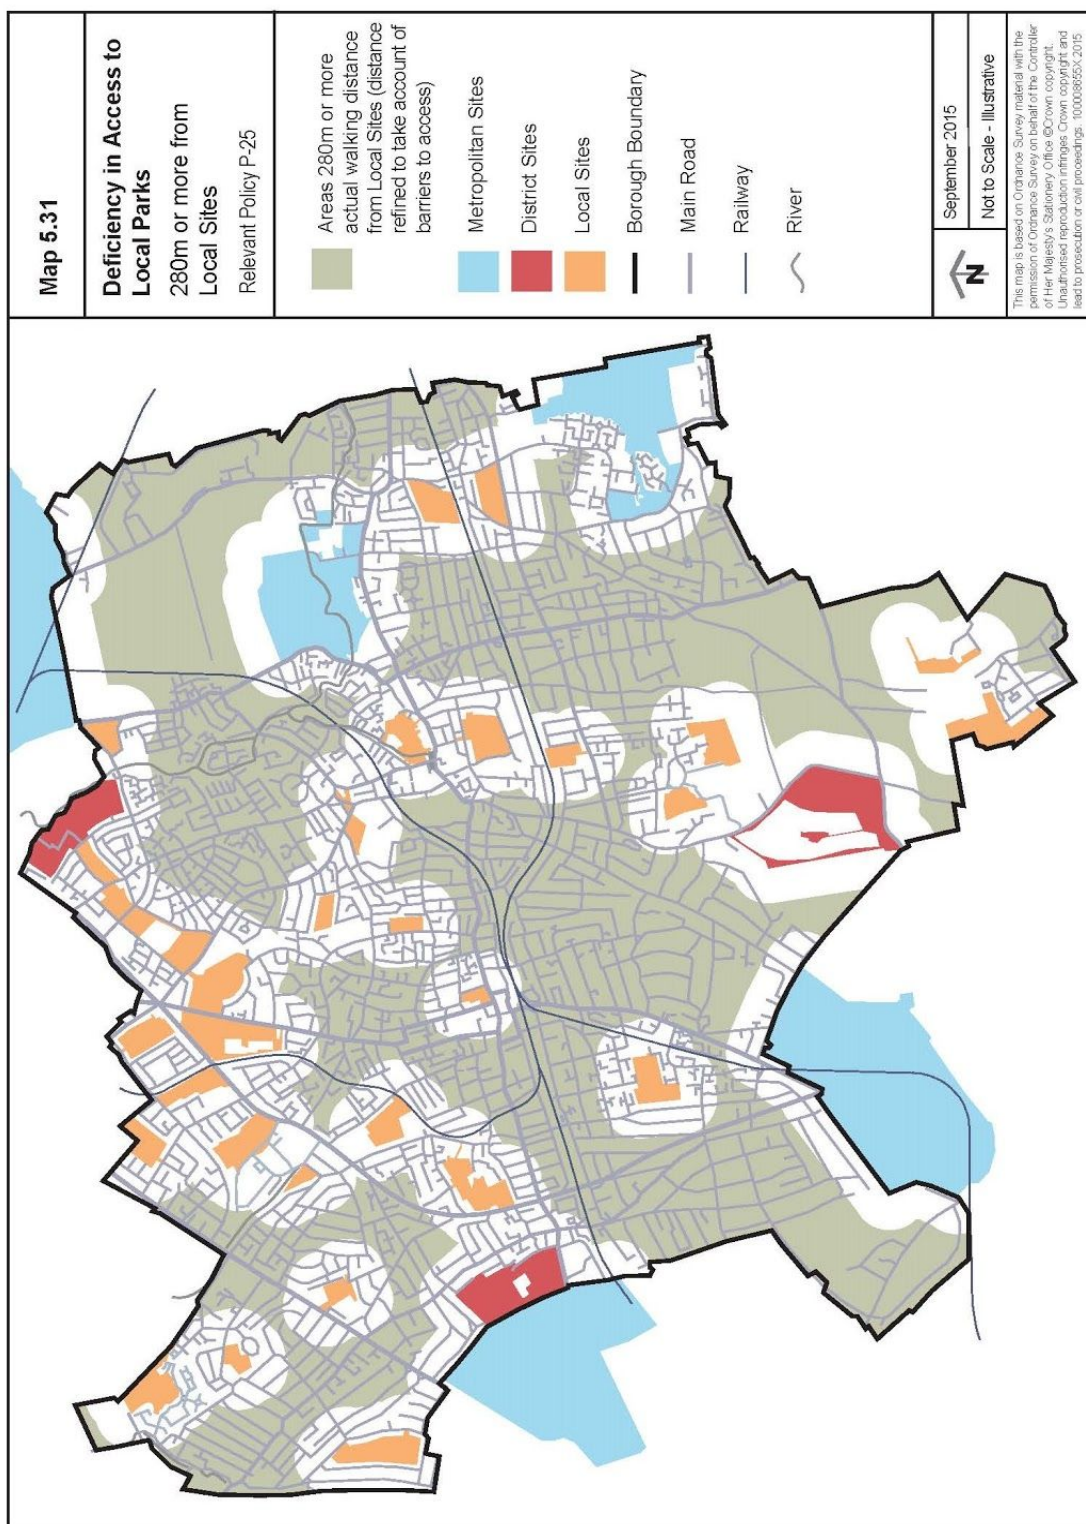 Map 5.31
Deficiency in Access to
Local Parks
280m or more from
Local Sites
Relevant Policy P-25
Areas 280m or more
actual walking distance
from Local Sites (distance
refined to take account of
barriers to access)
Metropolitan Sites
District Sites
Local Sites
Borough Boundary
Main Road
Railway
River
N
September 2015
Not to Scale - Illustrative
This map is based on Ordnance Survey material with the
permission of Ordnance Survey on behalf of the Controller
of Her Majesty's Stationery Office ©Crown copyright.
Unauthorised reproduction infringes Crown copyright and
lead to prosecution or civil proceedings. 100008655X.2015